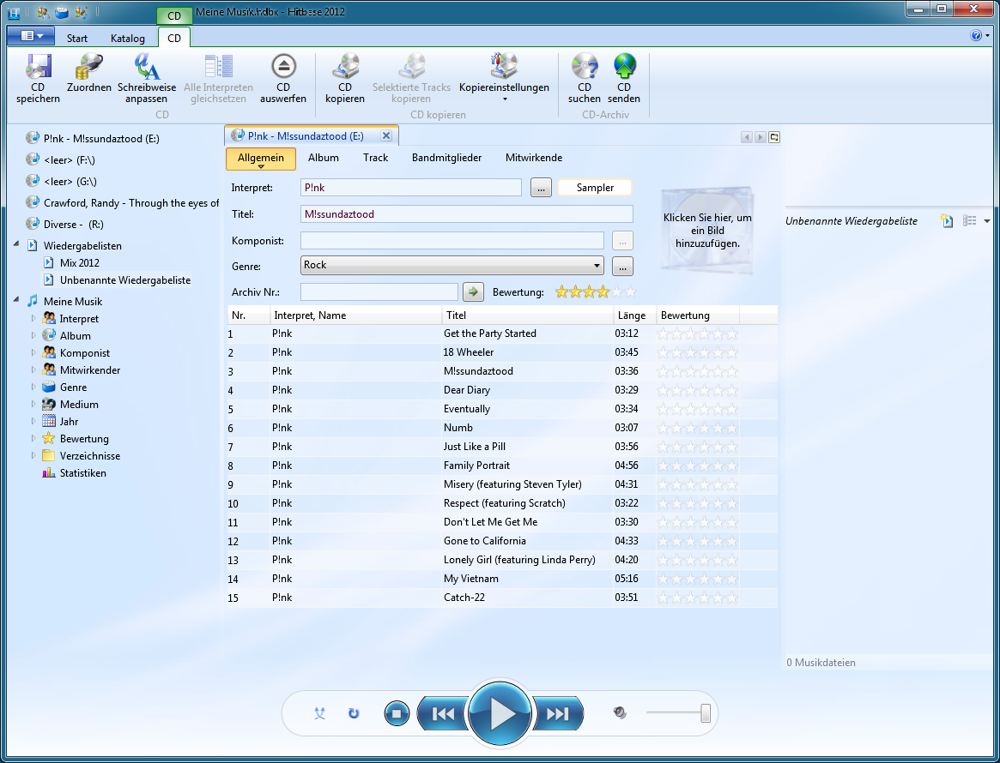 CD
Meine Musik.hdbx - Hitbase 2012
Start Katalog CD
CD speichern
Zuordnen
Schreibweise anpassen
Alle Interpreten gleichsetzen
CD auswerfen
CD
CD kopieren
Selektierte Tracks kopieren
Kopiereinstellungen
CD kopieren
CD suchen
CD senden
CD-Archiv
P!nk - M!ssundaztood (E:)
<leer> (F:\)
<leer> (G:\)
Crawford, Randy - Through the eyes of
Diverse - (R:)
Wiedergabelisten
Mix 2012
Unbenannte Wiedergabeliste
Meine Musik
Interpret
Album
Komponist
Mitwirkender
Genre
Medium
Jahr
Bewertung
Verzeichnisse
Statistiken
P!nk - M!ssundaztood (E:)
Allgemein Album Track Bandmitglieder Mitwirkende
Interpret: P!nk ... Sampler
Titel: M!ssundaztood
Komponist: ...
Genre: Rock ...
Archiv Nr.: Bewertung:
Klicken Sie hier, um
ein Bild
hinzuzufügen.
Nr. Interpret, Name Titel Länge Bewertung
1 P!nk Get the Party Started 03:12
2 P!nk 18 Wheeler 03:45
3 P!nk M!ssundaztood 03:36
4 P!nk Dear Diary 03:29
5 P!nk Eventually 03:34
6 P!nk Numb 03:07
7 P!nk Just Like a Pill 03:56
8 P!nk Family Portrait 04:56
9 P!nk Misery (featuring Steven Tyler) 04:31
10 P!nk Respect (featuring Scratch) 03:22
11 P!nk Don't Let Me Get Me 03:30
12 P!nk Gone to California 04:33
13 P!nk Lonely Girl (featuring Linda Perry) 04:20
14 P!nk My Vietnam 05:16
15 P!nk Catch-22 03:51
Unbenannte Wiedergabeliste
0 Musikdateien